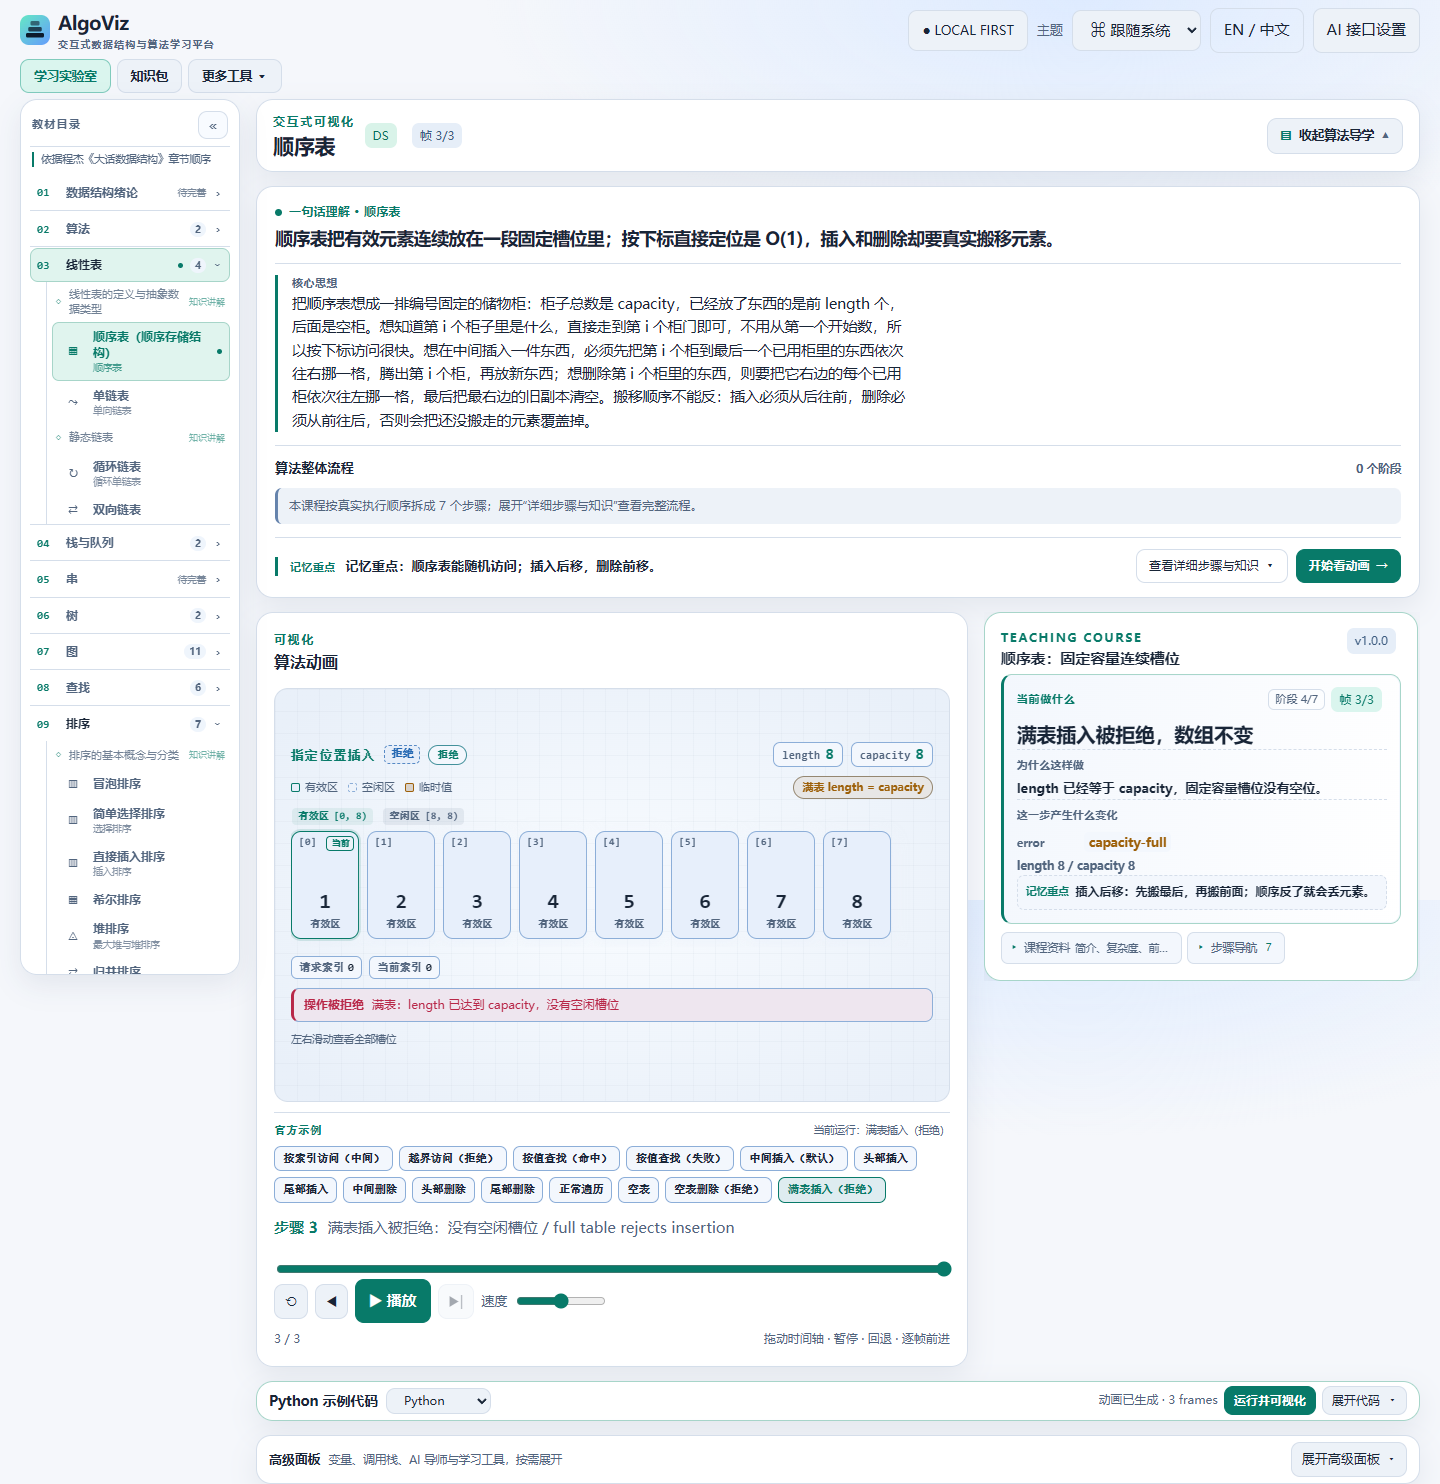 AlgoViz
交互式数据结构与算法学习平台
● LOCAL FIRST
主题
⌘ 跟随系统
EN / 中文
AI 接口设置
学习实验室
知识包
更多工具 ▾
教材目录
«
依据程杰《大话数据结构》章节顺序
01 数据结构绪论 待完善 ›
02 算法 2 ›
03 线性表 • 4
线性表的定义与抽象数据类型 知识讲解
顺序表（顺序存储结构）
顺序表
单链表
单向链表
静态链表 知识讲解
循环链表
循环单链表
双向链表
04 栈与队列 2 ›
05 串 待完善 ›
06 树 2 ›
07 图 11 ›
08 查找 6 ›
09 排序 7
排序的基本概念与分类 知识讲解
冒泡排序
简单选择排序
选择排序
直接插入排序
插入排序
希尔排序
堆排序
最大堆与堆排序
归并排序
交互式可视化
顺序表
DS
帧 3/3
收起算法导学 ▲
一句话理解 • 顺序表
顺序表把有效元素连续放在一段固定槽位里；按下标直接定位是 O(1)，插入和删除却要真实搬移元素。
核心思想
把顺序表想成一排编号固定的储物柜：柜子总数是 capacity，已经放了东西的是前 length 个，
后面是空柜。想知道第 i 个柜子里是什么，直接走到第 i 个柜门即可，不用从第一个开始数，所
以按下标访问很快。想在中间插入一件东西，必须先把第 i 个柜到最后一个已用柜里的东西依次
往右挪一格，腾出第 i 个柜，再放新东西；想删除第 i 个柜里的东西，则要把它右边的每个已用
柜依次往左挪一格，最后把最右边的旧副本清空。搬移顺序不能反：插入必须从后往前，删除必
须从前往后，否则会把还没搬走的元素覆盖掉。
算法整体流程
0 个阶段
本课程按真实执行顺序拆成 7 个步骤；展开“详细步骤与知识”查看完整流程。
记忆重点 记忆重点：顺序表能随机访问；插入后移，删除前移。
查看详细步骤与知识 ▾
开始看动画 →
可视化
算法动画
指定位置插入 拒绝 拒绝
length 8
capacity 8
有效区 空闲区 临时值
满表 length = capacity
有效区 [0, 8) 空闲区 [8, 8)
[0] 当前 [1] [2] [3] [4] [5] [6] [7]
1 2 3 4 5 6 7 8
有效区 有效区 有效区 有效区 有效区 有效区 有效区 有效区
请求索引 0 当前索引 0
操作被拒绝 满表：length 已达到 capacity，没有空闲槽位
左右滑动查看全部槽位
官方示例
当前运行：满表插入（拒绝）
按索引访问（中间） 越界访问（拒绝） 按值查找（命中） 按值查找（失败） 中间插入（默认） 头部插入
尾部插入 中间删除 头部删除 尾部删除 正常遍历 空表 空表删除（拒绝） 满表插入（拒绝）
步骤 3 满表插入被拒绝：没有空闲槽位 / full table rejects insertion
▶ 播放
速度
3 / 3
拖动时间轴 · 暂停 · 回退 · 逐帧前进
TEACHING COURSE
顺序表：固定容量连续槽位
v1.0.0
当前做什么
阶段 4/7
帧 3/3
满表插入被拒绝，数组不变
为什么这样做
length 已经等于 capacity，固定容量槽位没有空位。
这一步产生什么变化
error capacity-full
length 8 / capacity 8
记忆重点 插入后移：先搬最后，再搬前面；顺序反了就会丢元素。
课程资料 简介、复杂度、前...
步骤导航 7
Python 示例代码
Python
动画已生成 · 3 frames
运行并可视化
展开代码 ▾
高级面板 变量、调用栈、AI 导师与学习工具，按需展开
展开高级面板 ▾